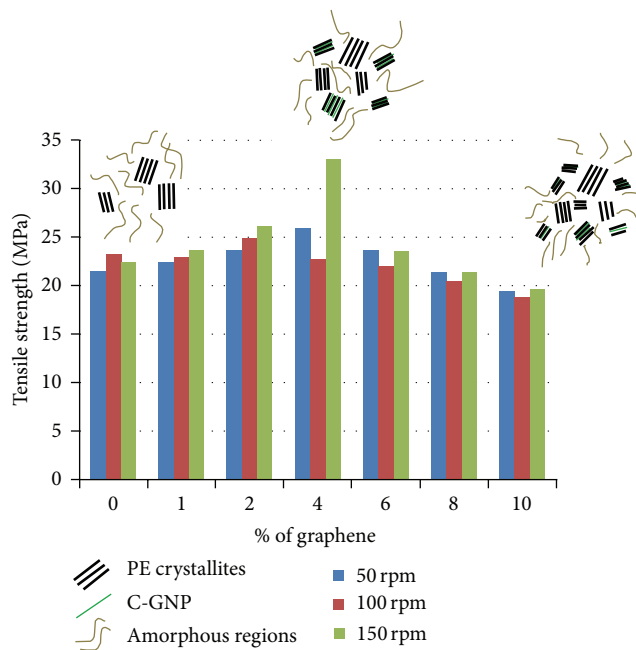 35
30
25
20
15
10
5
0
Tensile strength (MPa)
0 1 2 4 6 8 10
% of graphene
PE crystallites
C-GNP
Amorphous regions
50 rpm
100 rpm
150 rpm